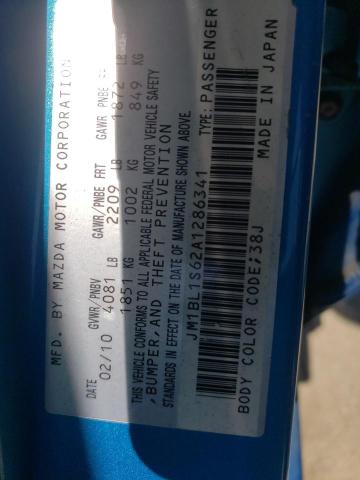 MFD. BY MAZDA MOTOR CORPORATION
DATE GVWR/PNBV GAWR/PNBE FRT GAWR PNBE RR
02/10 4081 LB 2209 LB 1872 LB
1851 KG 1002 KG 849 KG
THIS VEHICLE CONFORMS TO ALL APPLICABLE FEDERAL MOTOR VEHICLE SAFETY
, BUMPER, AND THEFT PREVENTION
STANDARDS IN EFFECT ON THE DATE OF MANUFACTURE SHOWN ABOVE.
JM1BL1S62A1286341 PASSENGER
BODY COLOR CODE;38J MADE IN JAPAN